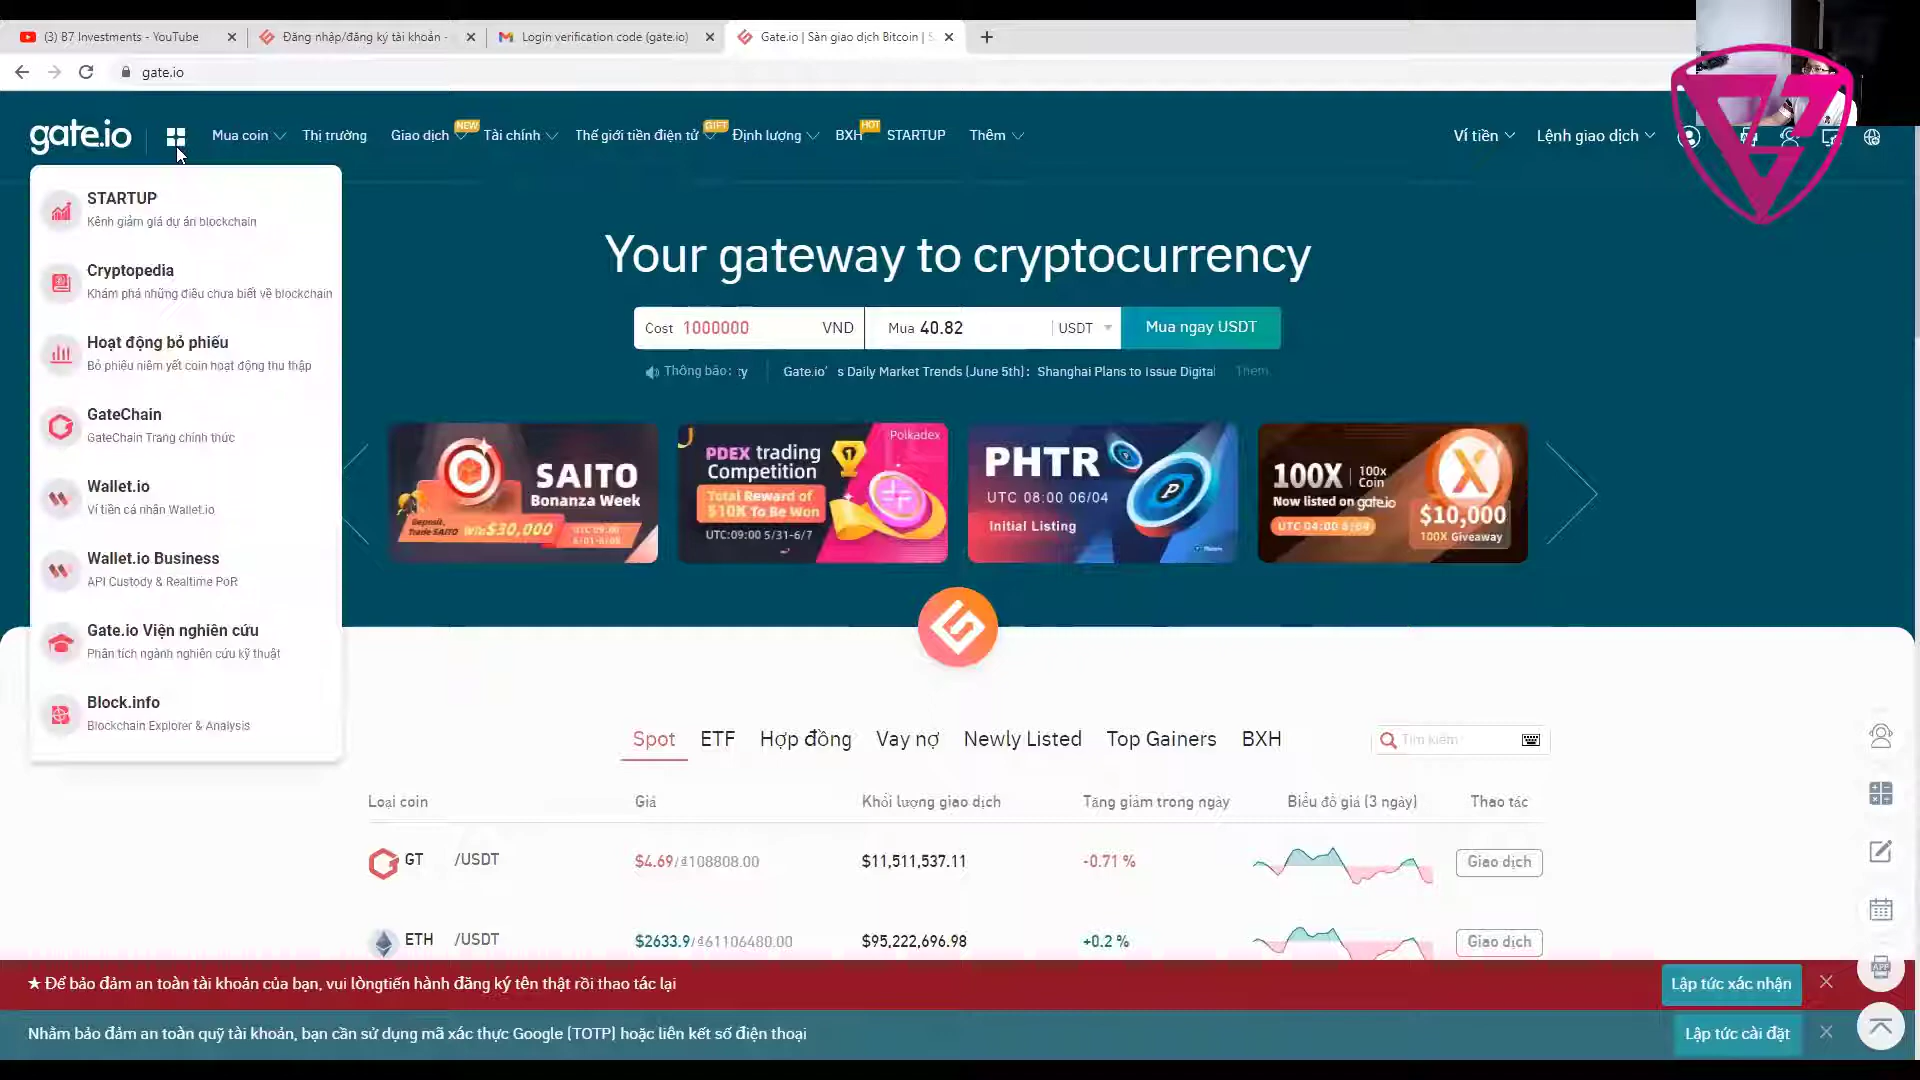 (3) B7 Investments - YouTube
Đăng nhập/đăng ký tài khoản -
Login verification code (gate.io)
Gate.io | Sàn giao dịch Bitcoin | S
gate.io
gate.io
Mua coin
Thị trường
Giao dịch
NEW
Tài chính
Thế giới tiền điện tử
GIFT
Định lượng
BXH
HOT
STARTUP
Thêm
Ví tiền
Lệnh giao dịch
STARTUP
Kênh giảm giá dự án blockchain
Cryptopedia
Khám phá những điều chưa biết về blockchain
Hoạt động bỏ phiếu
Bỏ phiếu niêm yết coin hoạt động thu thập
GateChain
GateChain Trang chính thức
Wallet.io
Ví tiền cá nhân Wallet.io
Wallet.io Business
API Custody & Realtime PoR
Gate.io Viện nghiên cứu
Phân tích ngành nghiên cứu kỹ thuật
Block.info
Blockchain Explorer & Analysis
Your gateway to cryptocurrency
Cost 1000000 VND
Mua 40.82 USDT
Mua ngay USDT
Thông báo: ty
Gate.io's Daily Market Trends (June 5th): Shanghai Plans to Issue Digital
Them
SAITO
Bonanza Week
Deposit,
Trade SAITO Win $30,000
Polkadex
PDEX trading
Competition
Total Reward of
$10K To Be Won
UTC:09:00 5/31-6/7
PHTR
UTC 08:00 06/04
Initial Listing
100X | 100x Coin
Now listed on gate.io
UTC 04:00 6/04
$10,000
100X Giveaway
Spot
ETF
Hợp đồng
Vay nợ
Newly Listed
Top Gainers
BXH
Tìm kiếm
Loại coin
Giá
Khối lượng giao dịch
Tăng giảm trong ngày
Biểu đồ giá (3 ngày)
Thao tác
GT /USDT
$4.69/₫108808.00
$11,511,537.11
-0.71 %
Giao dịch
ETH /USDT
$2633.9/₫61106480.00
$95,222,696.98
+0.2 %
Giao dịch
APP
★ Để bảo đảm an toàn tài khoản của bạn, vui lòngtiến hành đăng ký tên thật rồi thao tác lại
Lập tức xác nhận
Nhằm bảo đảm an toàn quỹ tài khoản, bạn cần sử dụng mã xác thực Google (TOTP) hoặc liên kết số điện thoại
Lập tức cài đặt